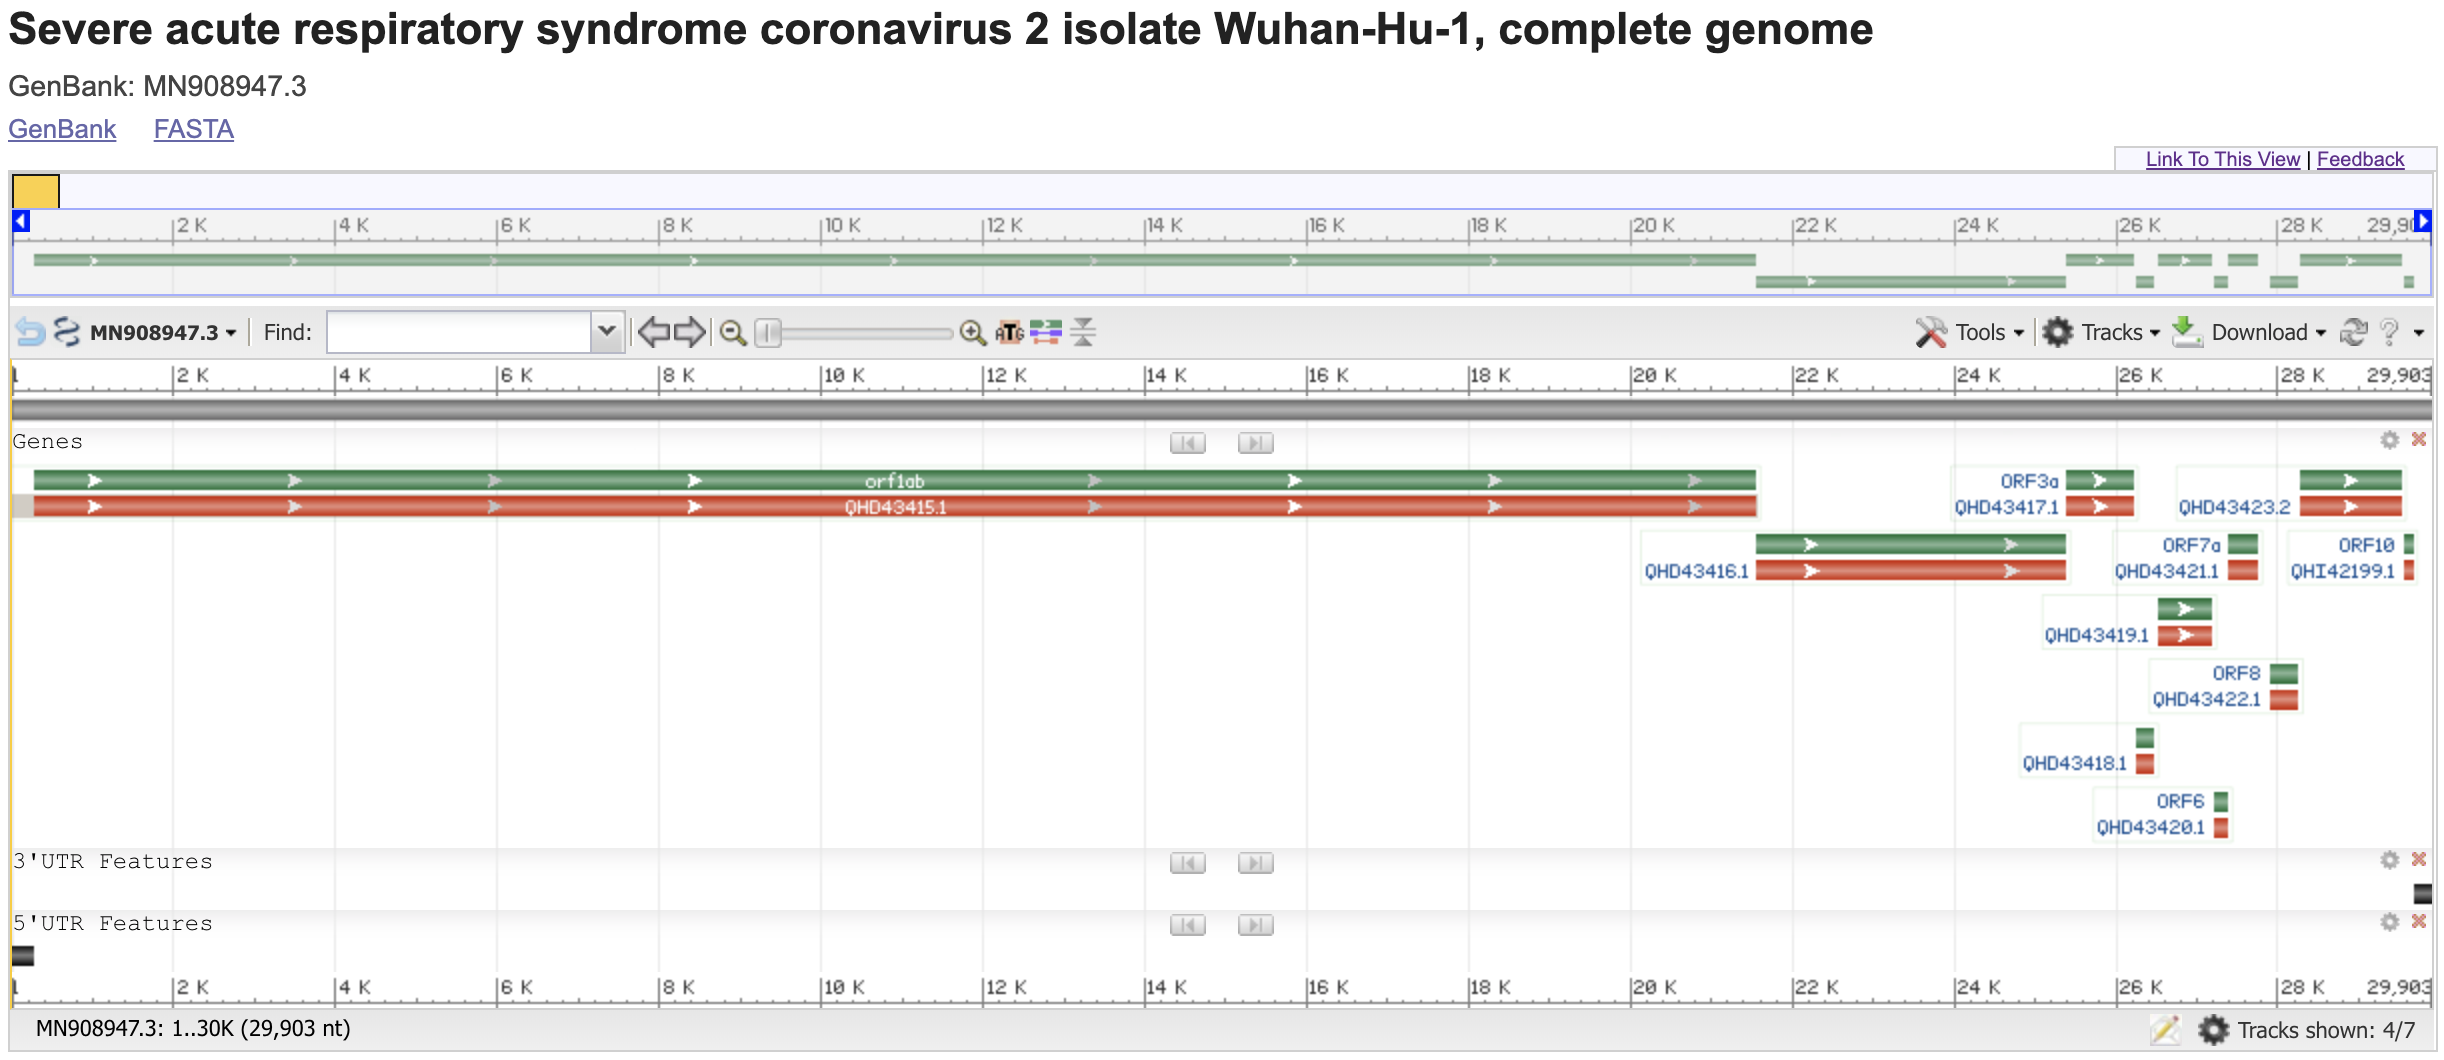 Severe acute respiratory syndrome coronavirus 2 isolate Wuhan-Hu-1, complete genome
GenBank: MN908947.3
GenBank FASTA
Link To This View | Feedback
2 K 4 K 6 K 8 K 10 K 12 K 14 K 16 K 18 K 20 K 22 K 24 K 26 K 28 K 29,90
MN908947.3 Find: ATG Tools Tracks Download ?
1 2 K 4 K 6 K 8 K 10 K 12 K 14 K 16 K 18 K 20 K 22 K 24 K 26 K 28 K 29,903
Genes
orf1ab ORF3a
QHD43415.1 QHD43417.1 QHD43423.2
ORF7a ORF10
QHD43416.1 QHD43421.1 QHI42199.1
QHD43419.1
ORF8
QHD43422.1
QHD43418.1
ORF6
QHD43420.1
3'UTR Features
5'UTR Features
1 2 K 4 K 6 K 8 K 10 K 12 K 14 K 16 K 18 K 20 K 22 K 24 K 26 K 28 K 29,903
MN908947.3: 1..30K (29,903 nt) Tracks shown: 4/7